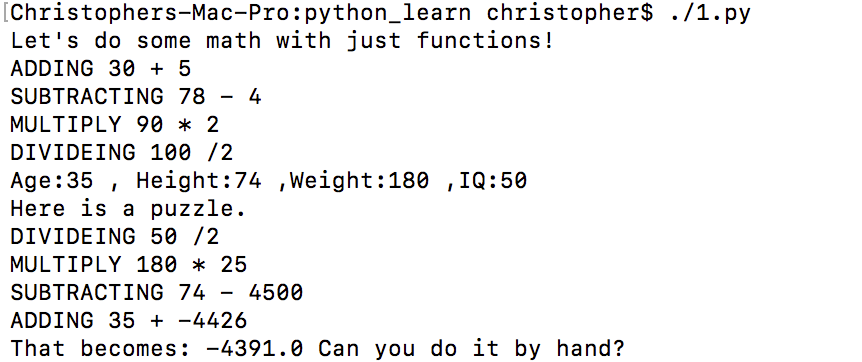 [Christophers-Mac-Pro:python_learn christopher$ ./1.py
Let's do some math with just functions!
ADDING 30 + 5
SUBTRACTING 78 - 4
MULTIPLY 90 * 2
DIVIDEING 100 /2
Age:35 , Height:74 ,Weight:180 ,IQ:50
Here is a puzzle.
DIVIDEING 50 /2
MULTIPLY 180 * 25
SUBTRACTING 74 - 4500
ADDING 35 + -4426
That becomes: -4391.0 Can you do it by hand?